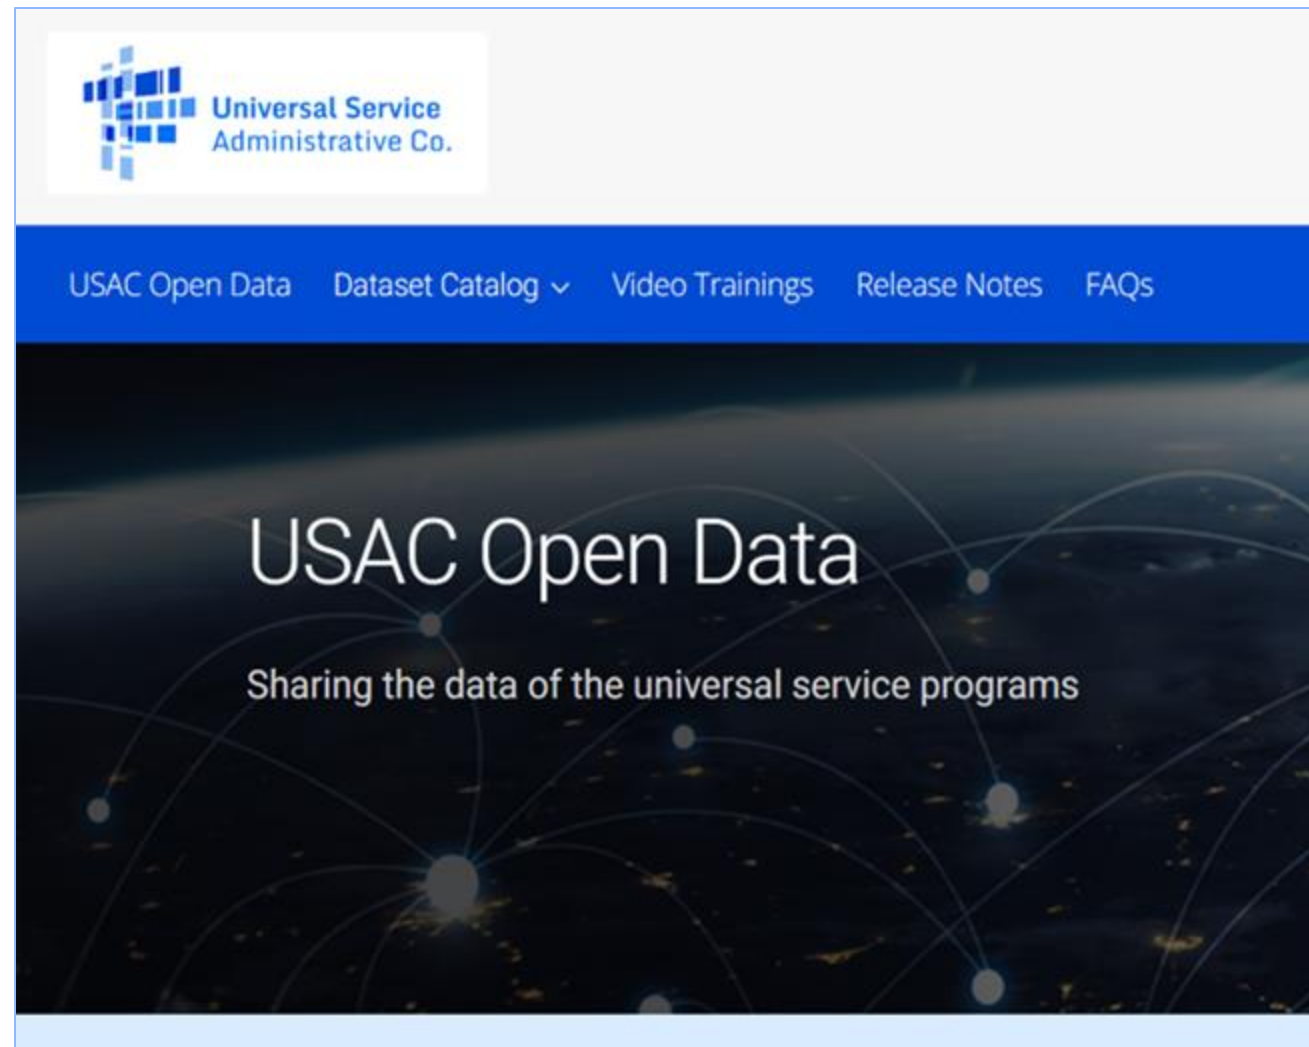 Universal Service
Administrative Co.
USAC Open Data Dataset Catalog Video Trainings Release Notes FAQs
USAC Open Data
Sharing the data of the universal service programs